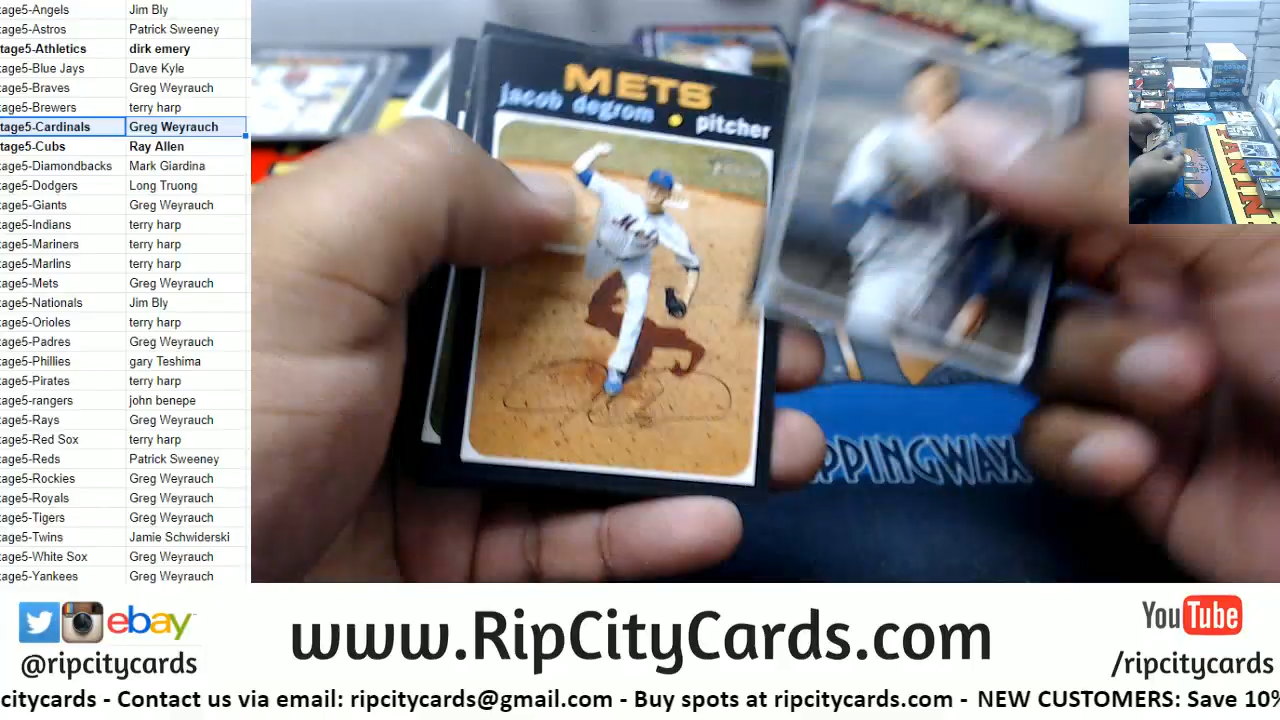 tage5-Angels Jim Bly
tage5-Astros Patrick Sweeney
tage5-Athletics dirk emery
tage5-Blue Jays Dave Kyle
tage5-Braves Greg Weyrauch
tage5-Brewers terry harp
tage5-Cardinals Greg Weyrauch
tage5-Cubs Ray Allen
tage5-Diamondbacks Mark Giardina
tage5-Dodgers Long Truong
tage5-Giants Greg Weyrauch
tage5-Indians terry harp
tage5-Mariners terry harp
tage5-Marlins terry harp
tage5-Mets Greg Weyrauch
tage5-Nationals Jim Bly
tage5-Orioles terry harp
tage5-Padres Greg Weyrauch
tage5-Phillies gary Teshima
tage5-Pirates terry harp
tage5-rangers john benepe
tage5-Rays Greg Weyrauch
tage5-Red Sox terry harp
tage5-Reds Patrick Sweeney
tage5-Rockies Greg Weyrauch
tage5-Royals Greg Weyrauch
tage5-Tigers Greg Weyrauch
tage5-Twins Jamie Schwiderski
tage5-White Sox Greg Weyrauch
tage5-Yankees Greg Weyrauch
METS
jacob degrom • pitcher
Mets
PPINGWAX
PANINI
ebay
@ripcitycards
www.RipCityCards.com
YouTube
/ripcitycards
citycards - Contact us via email: ripcitycards@gmail.com - Buy spots at ripcitycards.com - NEW CUSTOMERS: Save 10%